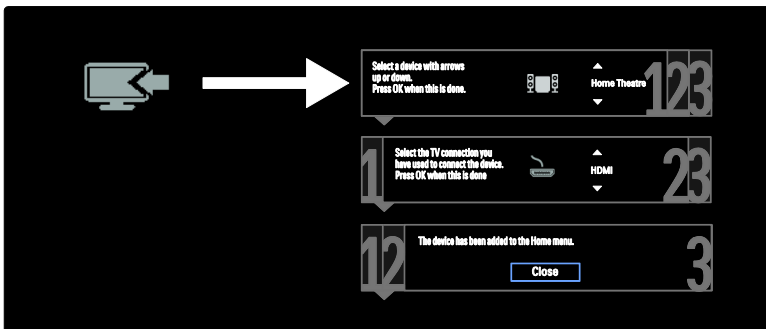 Select a device with arrows
up or down.
Press OK when this is done.
Home Theatre
123
1
Select the TV connection you
have used to connect the device.
Press OK when this is done
HDMI
23
12
The device has been added to the Home menu.
Close
3